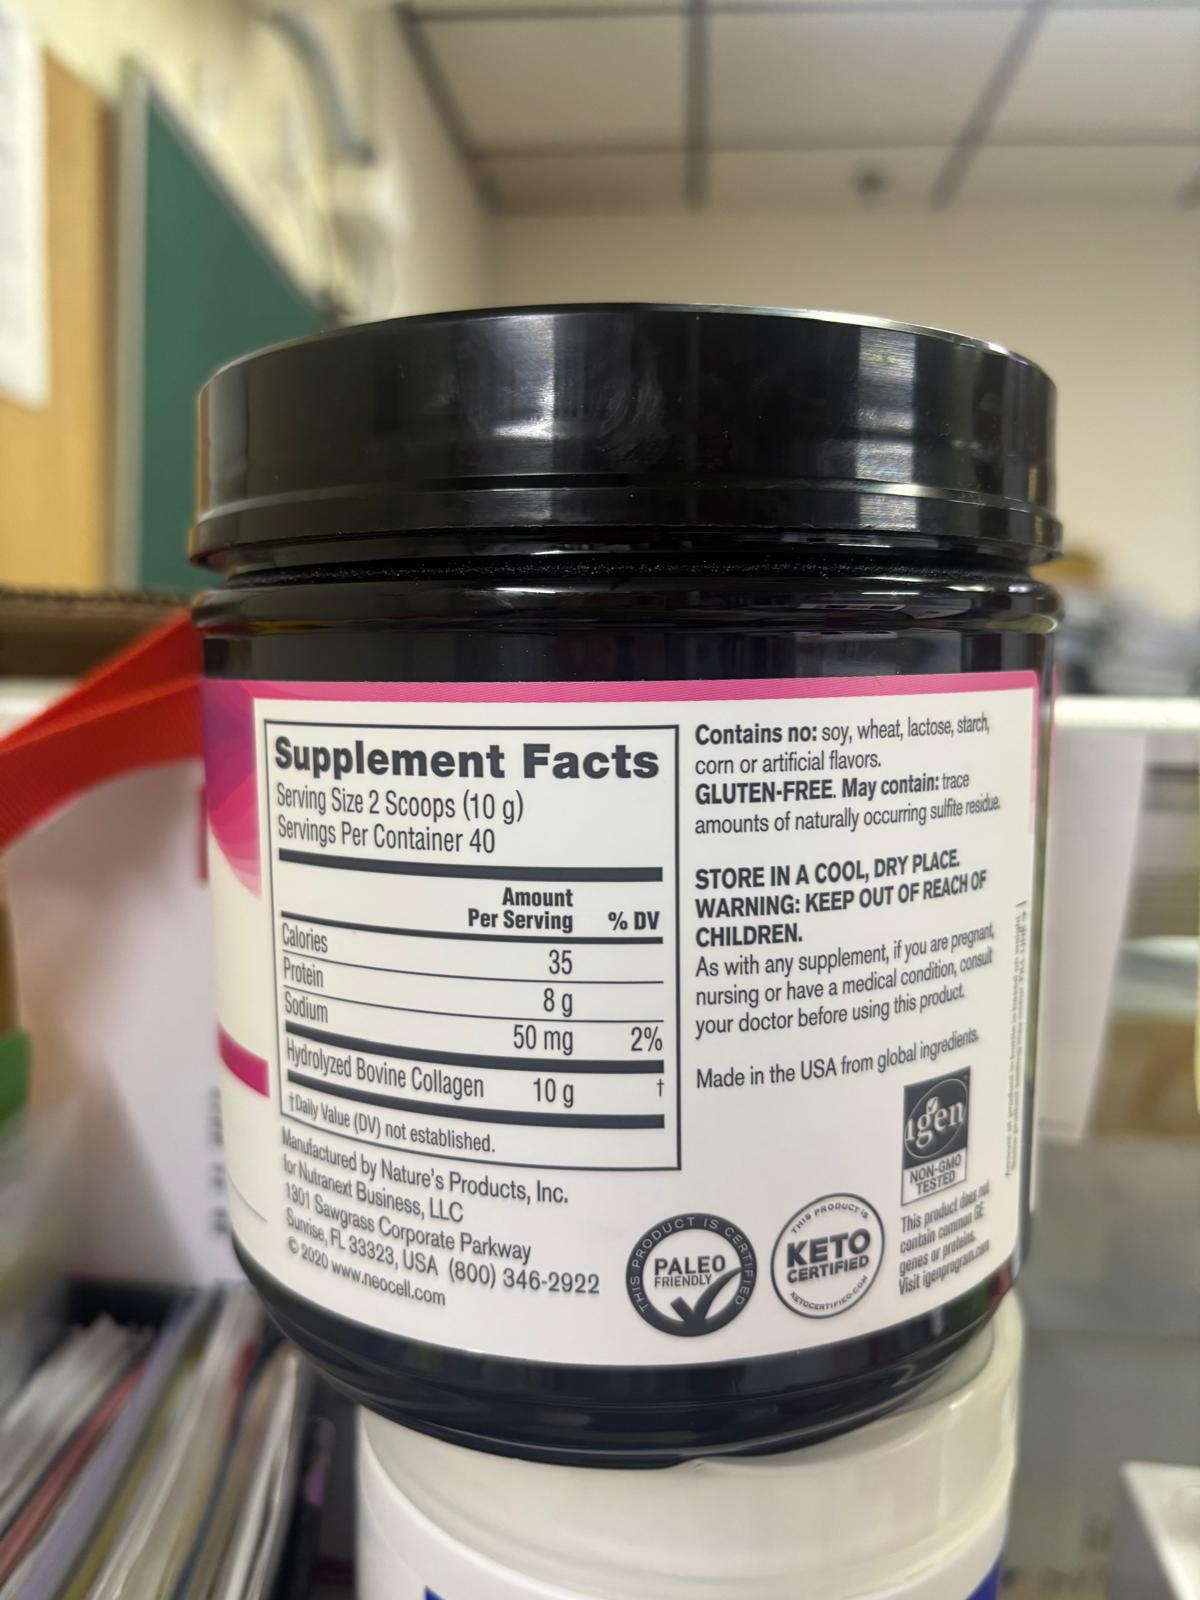 Supplement Facts
Serving Size 2 Scoops (10 g)
Servings Per Container 40
Amount
Per Serving % DV
Calories 35
Protein 8 g
Sodium 50 mg 2%
Hydrolyzed Bovine Collagen 10 g †
†Daily Value (DV) not established.
Manufactured by Nature's Products, Inc.
for Nutranext Business, LLC
1301 Sawgrass Corporate Parkway
Sunrise, FL 33323, USA (800) 346-2922
© 2020 www.neocell.com
Contains no: soy, wheat, lactose, starch,
corn or artificial flavors.
GLUTEN-FREE. May contain: trace
amounts of naturally occurring sulfite residue.
STORE IN A COOL, DRY PLACE.
WARNING: KEEP OUT OF REACH OF
CHILDREN.
As with any supplement, if you are pregnant,
nursing or have a medical condition, consult
your doctor before using this product.
Made in the USA from global ingredients.
THIS PRODUCT IS CERTIFIED
PALEO
FRIENDLY
THIS PRODUCT IS
KETO
CERTIFIED
KETOCERTIFIED.COM
igen
NON-GMO
TESTED
This product does not
contain common GE
genes or proteins.
Visit igenprogram.com